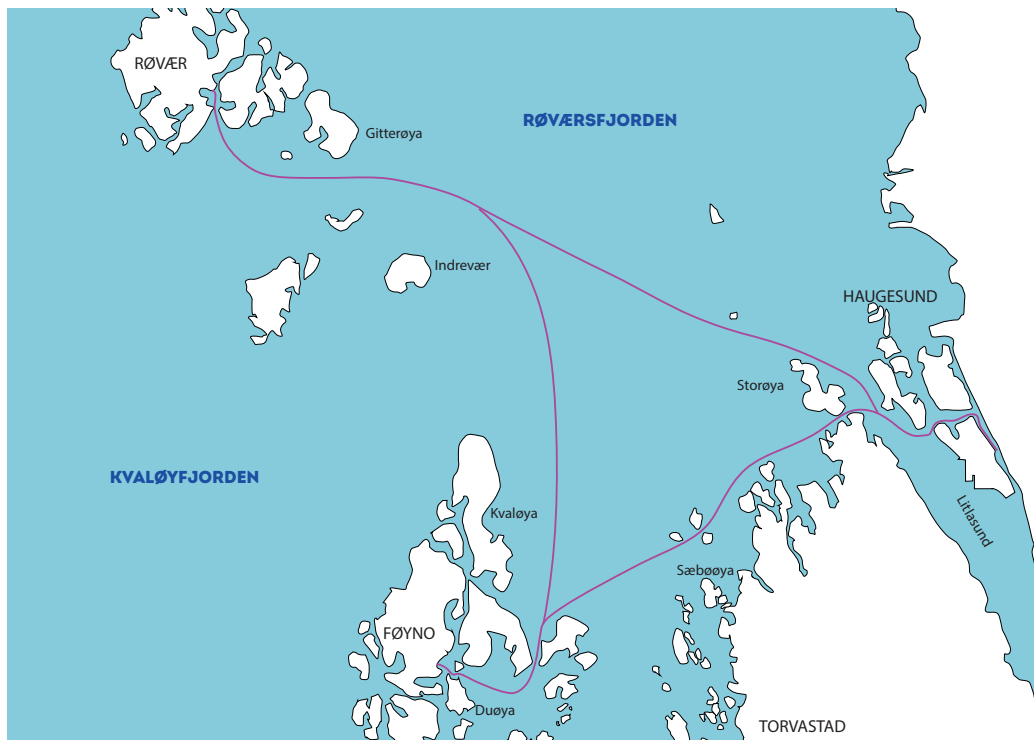 RØVÆR
RØVÆRSFJORDEN
Gitterøya
Indrevær
HAUGESUND
Storøya
KVALØYFJORDEN
Kvaløya
Litlasund
Sæbøøya
FØYNO
Duøya
TORVASTAD